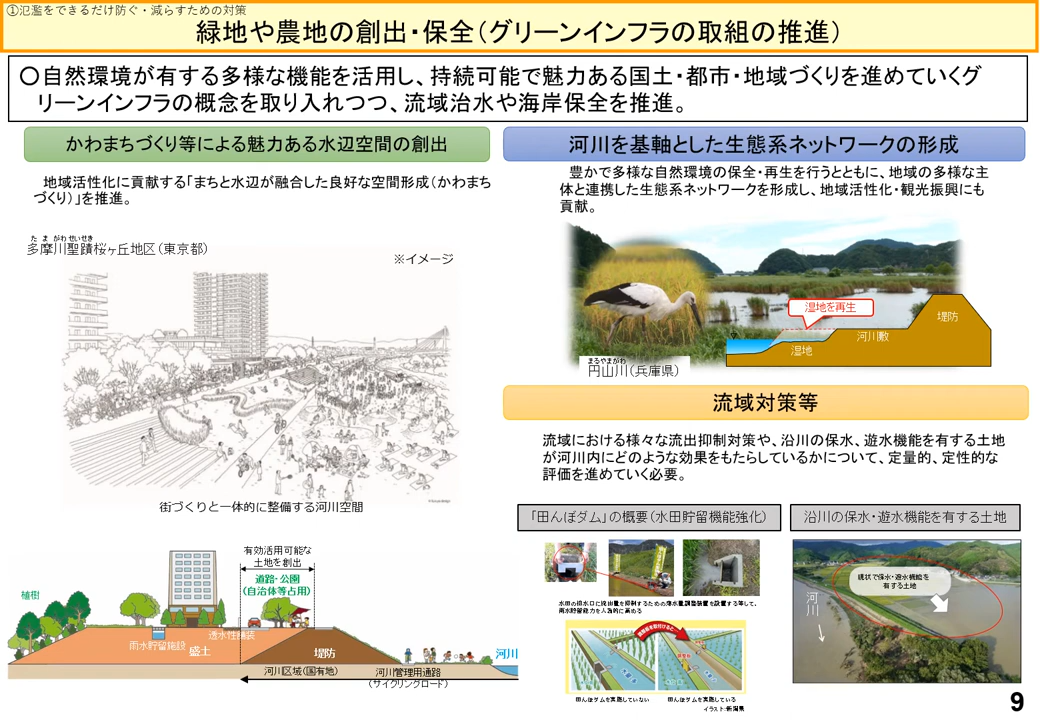 ①氾濫をできるだけ防ぐ・減らすための対策
緑地や農地の創出・保全（グリーンインフラの取組の推進）
○自然環境が有する多様な機能を活用し、持続可能で魅力ある国土・都市・地域づくりを進めていくグ
リーンインフラの概念を取り入れつつ、流域治水や海岸保全を推進。
かわまちづくり等による魅力ある水辺空間の創出
地域活性化に貢献する「まちと水辺が融合した良好な空間形成（かわまち
づくり）」を推進。
たまがわせいせき
多摩川聖蹟桜ヶ丘地区（東京都）
※イメージ
街づくりと一体的に整備する河川空間
有効活用可能な
土地を創出
道路・公園
（自治体等占用）
植樹
雨水貯留施設
透水性舗装
盛土
堤防
河川
河川区域（国有地）
河川管理用通路
（サイクリングロード）
河川を基軸とした生態系ネットワークの形成
豊かで多様な自然環境の保全・再生を行うとともに、地域の多様な主
体と連携した生態系ネットワークを形成し、地域活性化・観光振興にも
貢献。
湿地を再生
堤防
河川敷
湿地
まるやまがわ
円山川（兵庫県）
流域対策等
流域における様々な流出抑制対策や、沿川の保水、遊水機能を有する土地
が河川内にどのような効果をもたらしているかについて、定量的、定性的な
評価を進めていく必要。
「田んぼダム」の概要（水田貯留機能強化）
水田の排水口に流出量を抑制するための落水量調整装置を設置する等して、
雨水貯留能力を人為的に高める
田んぼダムを実施していない
田んぼダムを実施している
イラスト：新潟県
沿川の保水・遊水機能を有する土地
現状で保水・遊水機能を
有する土地
河川
9